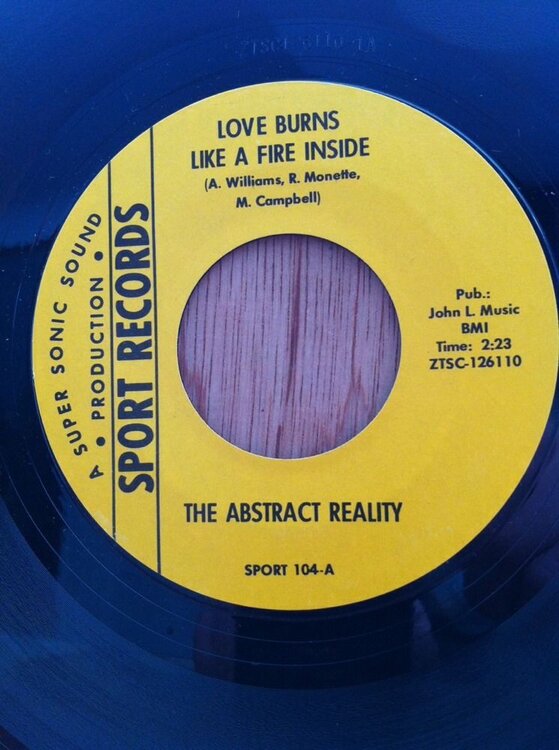 LOVE BURNS
LIKE A FIRE INSIDE
(A. Williams, R. Monette,
M. Campbell)
A SUPER SONIC SOUND
• PRODUCTION •
SPORT RECORDS
Pub.:
John L. Music
BMI
Time: 2:23
ZTSC-126110
THE ABSTRACT REALITY
SPORT 104-A